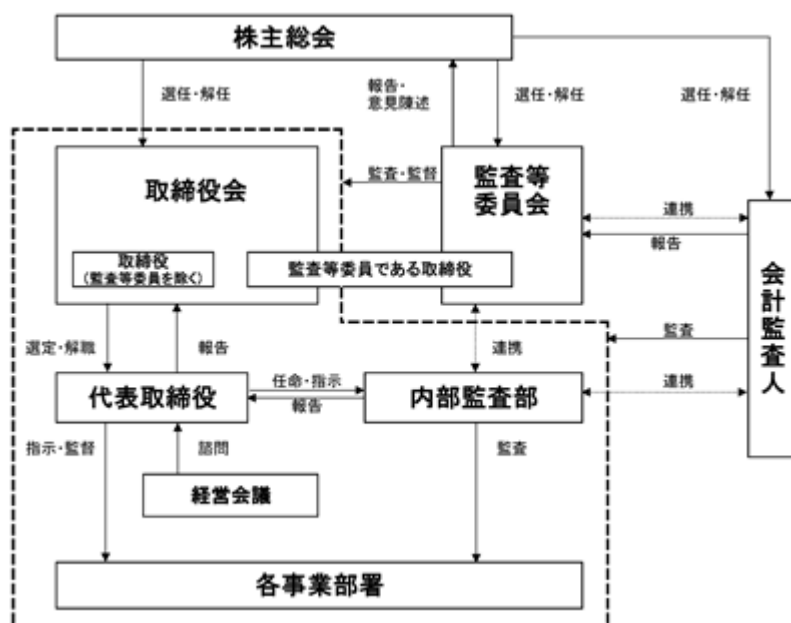 株主総会
選任・解任
報告・
意見陳述
選任・解任
選任・解任
取締役会
監査・監督
監査等
委員会
連携
報告
取締役
(監査等委員を除く)
監査等委員である取締役
会計監査人
選定・解職
報告
連携
監査
代表取締役
任命・指示
報告
内部監査部
連携
指示・監督
諮問
監査
経営会議
各事業部署